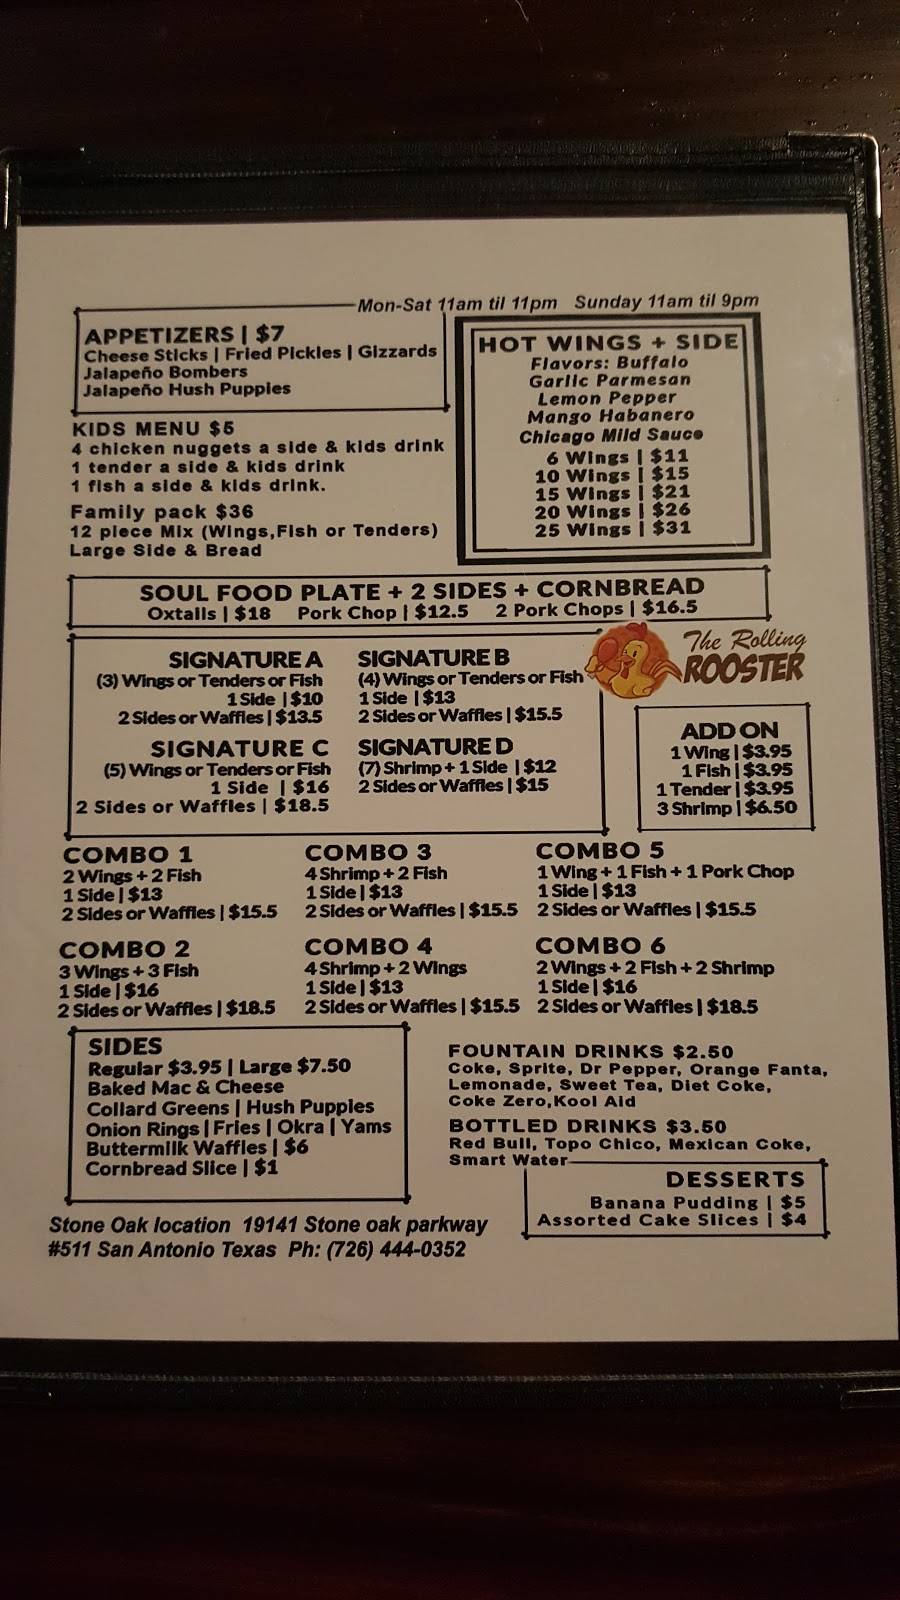 Mon-Sat 11am til 11pm Sunday 11am til 9pm
APPETIZERS | $7
Cheese Sticks | Fried Pickles | Gizzards
Jalapeño Bombers
Jalapeño Hush Puppies
KIDS MENU $5
4 chicken nuggets a side & kids drink
1 tender a side & kids drink
1 fish a side & kids drink.
Family pack $36
12 piece Mix (Wings,Fish or Tenders)
Large Side & Bread
HOT WINGS + SIDE
Flavors: Buffalo
Garlic Parmesan
Lemon Pepper
Mango Habanero
Chicago Mild Sauce
6 Wings | $11
10 Wings | $15
15 Wings | $21
20 Wings | $26
25 Wings | $31
SOUL FOOD PLATE + 2 SIDES + CORNBREAD
Oxtails | $18 Pork Chop | $12.5 2 Pork Chops | $16.5
The Rolling
ROOSTER
SIGNATURE A
(3) Wings or Tenders or Fish
1 Side | $10
2 Sides or Waffles | $13.5
SIGNATURE B
(4) Wings or Tenders or Fish
1 Side | $13
2 Sides or Waffles | $15.5
SIGNATURE C
(5) Wings or Tenders or Fish
1 Side | $16
2 Sides or Waffles | $18.5
SIGNATURE D
(7) Shrimp + 1 Side | $12
2 Sides or Waffles | $15
ADD ON
1 Wing | $3.95
1 Fish | $3.95
1 Tender | $3.95
3 Shrimp | $6.50
COMBO 1
2 Wings + 2 Fish
1 Side | $13
2 Sides or Waffles | $15.5
COMBO 3
4 Shrimp + 2 Fish
1 Side | $13
2 Sides or Waffles | $15.5
COMBO 5
1 Wing + 1 Fish + 1 Pork Chop
1 Side | $13
2 Sides or Waffles | $15.5
COMBO 2
3 Wings + 3 Fish
1 Side | $16
2 Sides or Waffles | $18.5
COMBO 4
4 Shrimp + 2 Wings
1 Side | $13
2 Sides or Waffles | $15.5
COMBO 6
2 Wings + 2 Fish + 2 Shrimp
1 Side | $16
2 Sides or Waffles | $18.5
SIDES
Regular $3.95 | Large $7.50
Baked Mac & Cheese
Collard Greens | Hush Puppies
Onion Rings | Fries | Okra | Yams
Buttermilk Waffles | $6
Cornbread Slice | $1
FOUNTAIN DRINKS $2.50
Coke, Sprite, Dr Pepper, Orange Fanta,
Lemonade, Sweet Tea, Diet Coke,
Coke Zero,Kool Aid
BOTTLED DRINKS $3.50
Red Bull, Topo Chico, Mexican Coke,
Smart Water
DESSERTS
Banana Pudding | $5
Assorted Cake Slices | $4
Stone Oak location 19141 Stone oak parkway
#511 San Antonio Texas Ph: (726) 444-0352